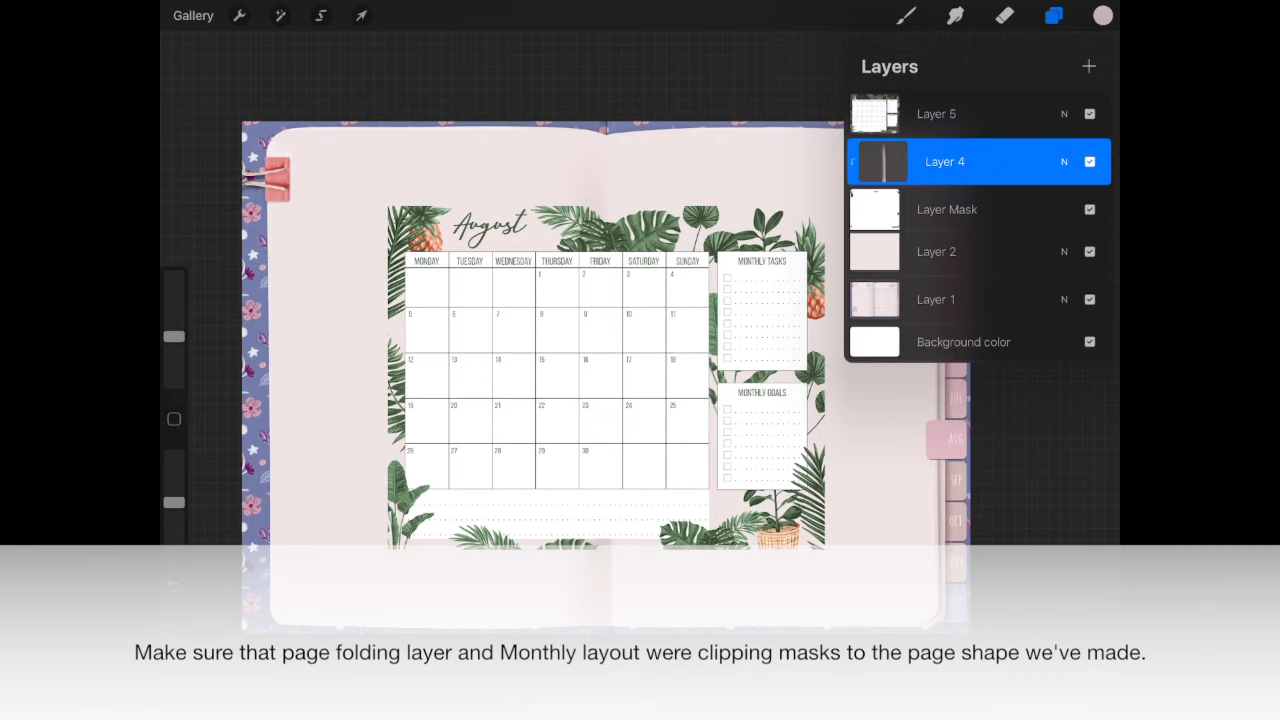 Gallery
Layers
Layer 5 N
Layer 4 N
Layer Mask
Layer 2 N
Layer 1 N
Background color
August
MONDAY TUESDAY WEDNESDAY THURSDAY FRIDAY SATURDAY SUNDAY
1 2 3 4
5 6 7 8 9 10 11
12 13 14 15 16 17 18
19 20 21 22 23 24 25
26 27 28 29 30
MONTHLY TASKS
MONTHLY GOALS
JUL
AUG
SEP
OCT
Make sure that page folding layer and Monthly layout were clipping masks to the page shape we've made.